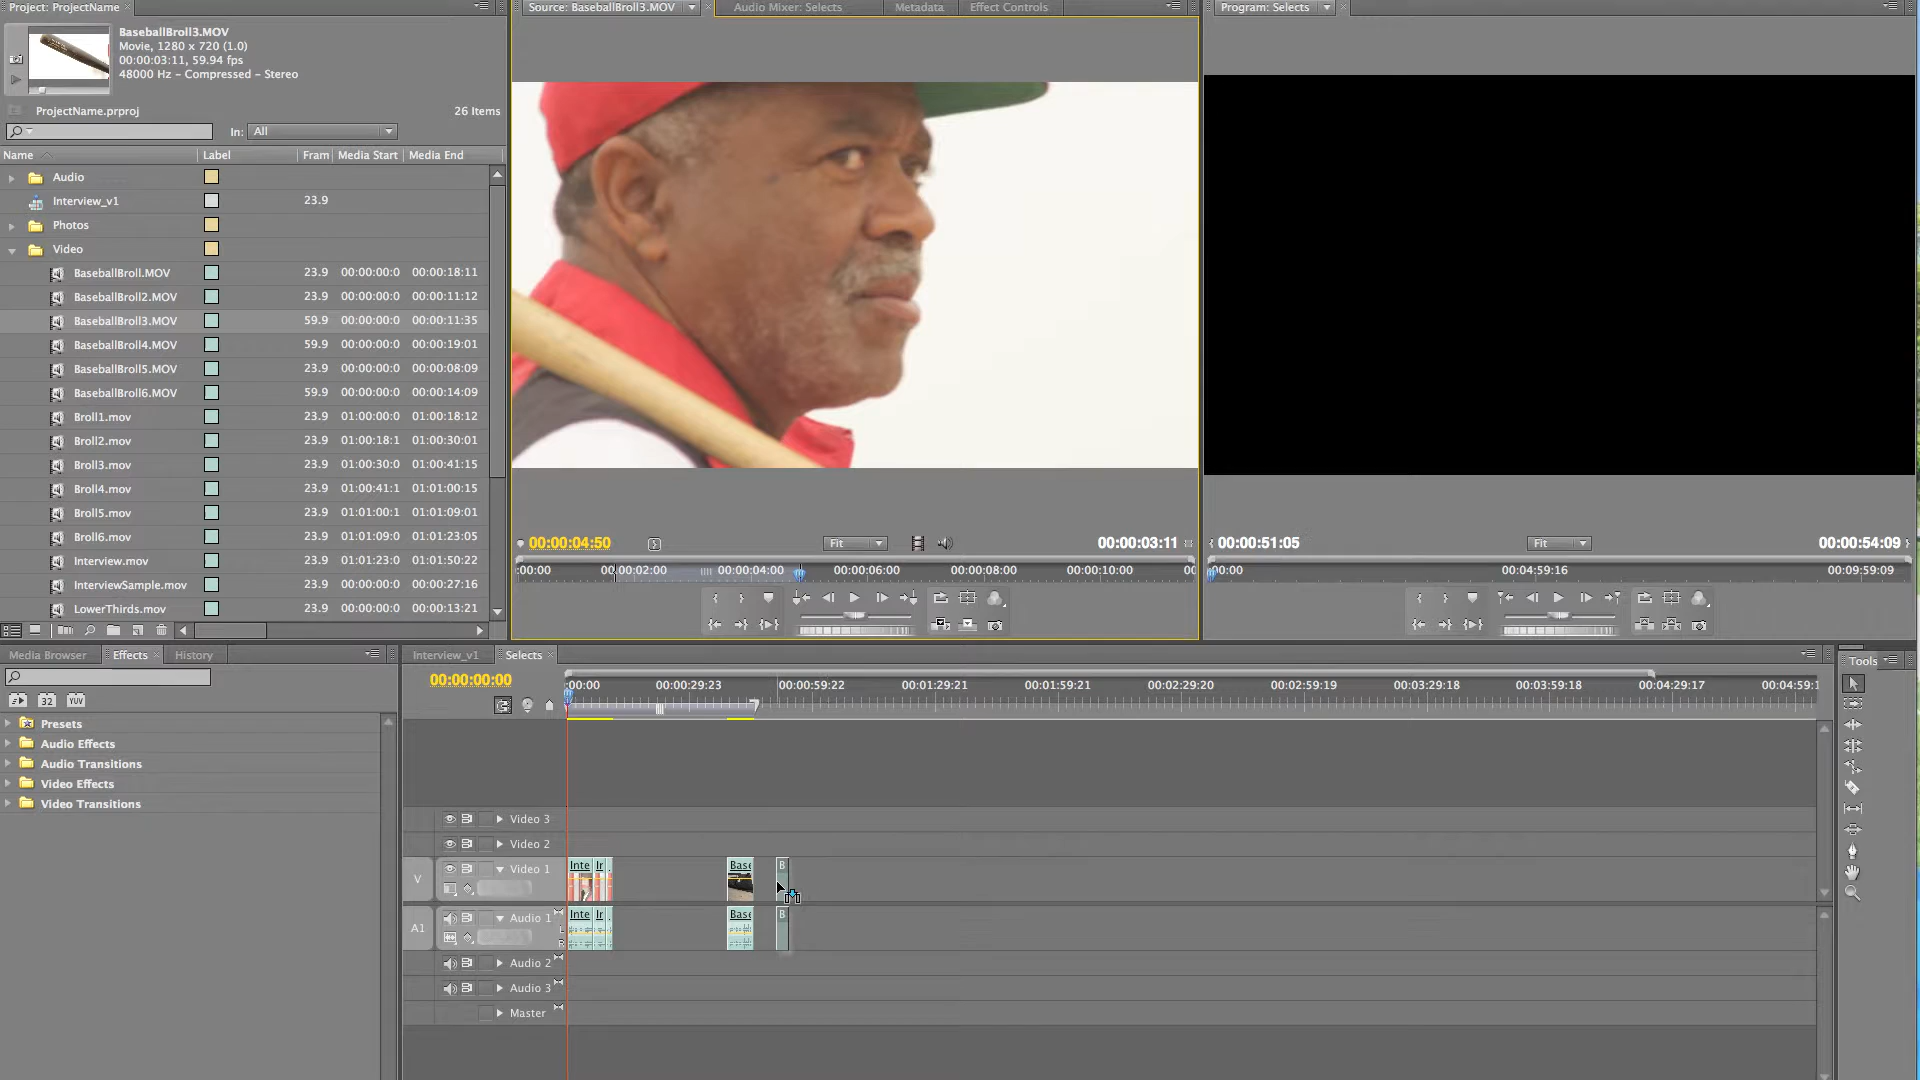 Project: ProjectName
Source: BaseballBroll3.MOV
Audio Mixer: Selects
Metadata
Effect Controls
Program: Selects
BaseballBroll3.MOV
Movie, 1280 x 720 (1.0)
00:00:03:11, 59.94 fps
48000 Hz - Compressed - Stereo
ProjectName.prproj
26 Items
In: All
Name Label Fram Media Start Media End
Audio
Interview_v1 23.9
Photos
Video
BaseballBroll.MOV 23.9 00:00:00:0 00:00:18:11
BaseballBroll2.MOV 23.9 00:00:00:0 00:00:11:12
BaseballBroll3.MOV 59.9 00:00:00:0 00:00:11:35
BaseballBroll4.MOV 59.9 00:00:00:0 00:00:19:01
BaseballBroll5.MOV 23.9 00:00:00:0 00:00:08:09
BaseballBroll6.MOV 59.9 00:00:00:0 00:00:14:09
Broll1.mov 23.9 01:00:00:0 01:00:18:12
Broll2.mov 23.9 01:00:18:1 01:00:30:01
Broll3.mov 23.9 01:00:30:0 01:00:41:15
Broll4.mov 23.9 01:00:41:1 01:01:00:15
Broll5.mov 23.9 01:01:00:1 01:01:09:01
Broll6.mov 23.9 01:01:09:0 01:01:23:05
Interview.mov 23.9 01:01:23:0 01:01:50:22
InterviewSample.mov 23.9 00:00:00:0 00:00:27:16
LowerThirds.mov 23.9 00:00:00:0 00:00:13:21
00:00:04:50 Fit 00:00:03:11
:00:00 00:00:02:00 00:00:04:00 00:00:06:00 00:00:08:00 00:00:10:00 00
00:00:51:05 Fit 00:00:54:09
00:00 00:04:59:16 00:09:59:09
Media Browser Effects History
32 YUV
Presets
Audio Effects
Audio Transitions
Video Effects
Video Transitions
Interview_v1 Selects
00:00:00:00
:00:00 00:00:29:23 00:00:59:22 00:01:29:21 00:01:59:21 00:02:29:20 00:02:59:19 00:03:29:18 00:03:59:18 00:04:29:17 00:04:59:1
Video 3
Video 2
V Video 1 Inte Ir Base B
A1 Audio 1 L R Inte Ir Base B
Audio 2
Audio 3
Master
Tools